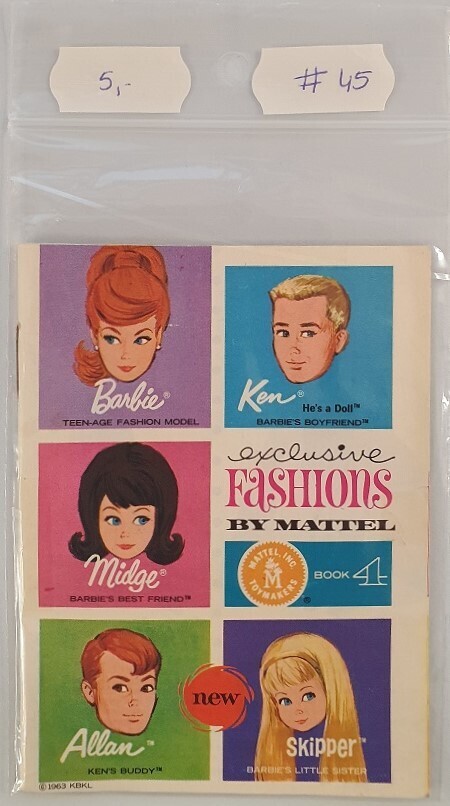 5,-
# 45
Barbie®
TEEN-AGE FASHION MODEL
Ken®
He's a Doll™
BARBIE'S BOYFRIEND™
exclusive
FASHIONS
BY MATTEL
MATTEL, INC.
M
TOYMAKERS
®
BOOK 4
Midge®
BARBIE'S BEST FRIEND™
Allan™
KEN'S BUDDY™
new
Skipper™
BARBIE'S LITTLE SISTER
© 1963 KBKL